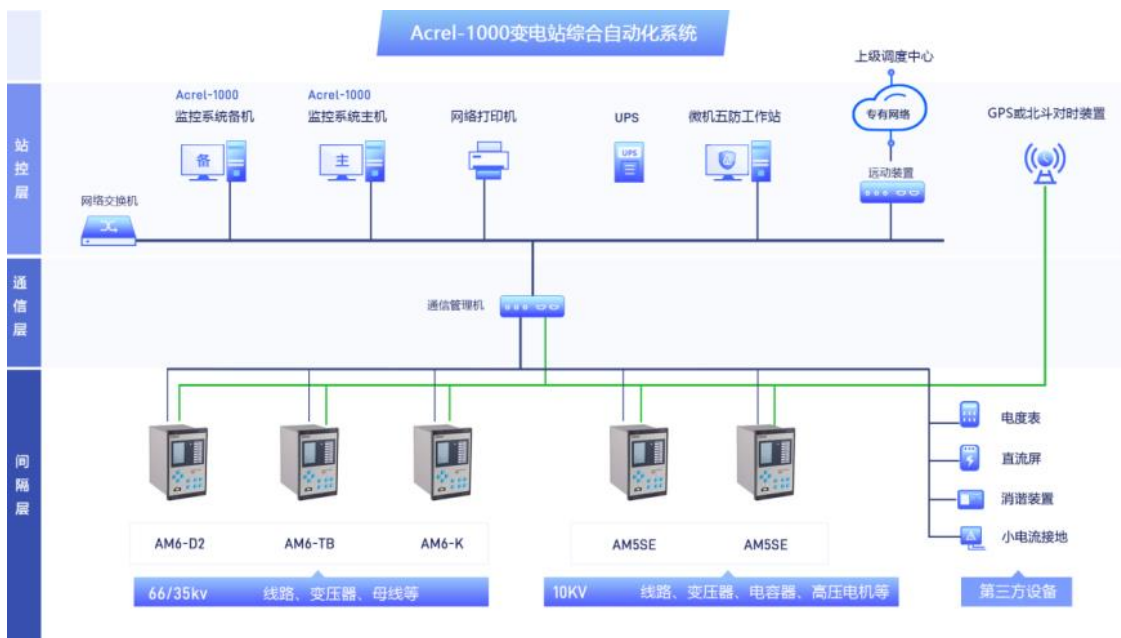 Acrel-1000变电站综合自动化系统
上级调度中心
Acrel-1000
监控系统备机
Acrel-1000
监控系统主机
网络打印机
UPS
微机五防工作站
专有网络
GPS或北斗对时装置
站控层
备
主
UPS
远动装置
网络交换机
通信层
通信管理机
间隔层
电度表
直流屏
消谐装置
小电流接地
AM6-D2
AM6-TB
AM6-K
AM5SE
AM5SE
66/35kv 线路、变压器、母线等
10KV 线路、变压器、电容器、高压电机等
第三方设备